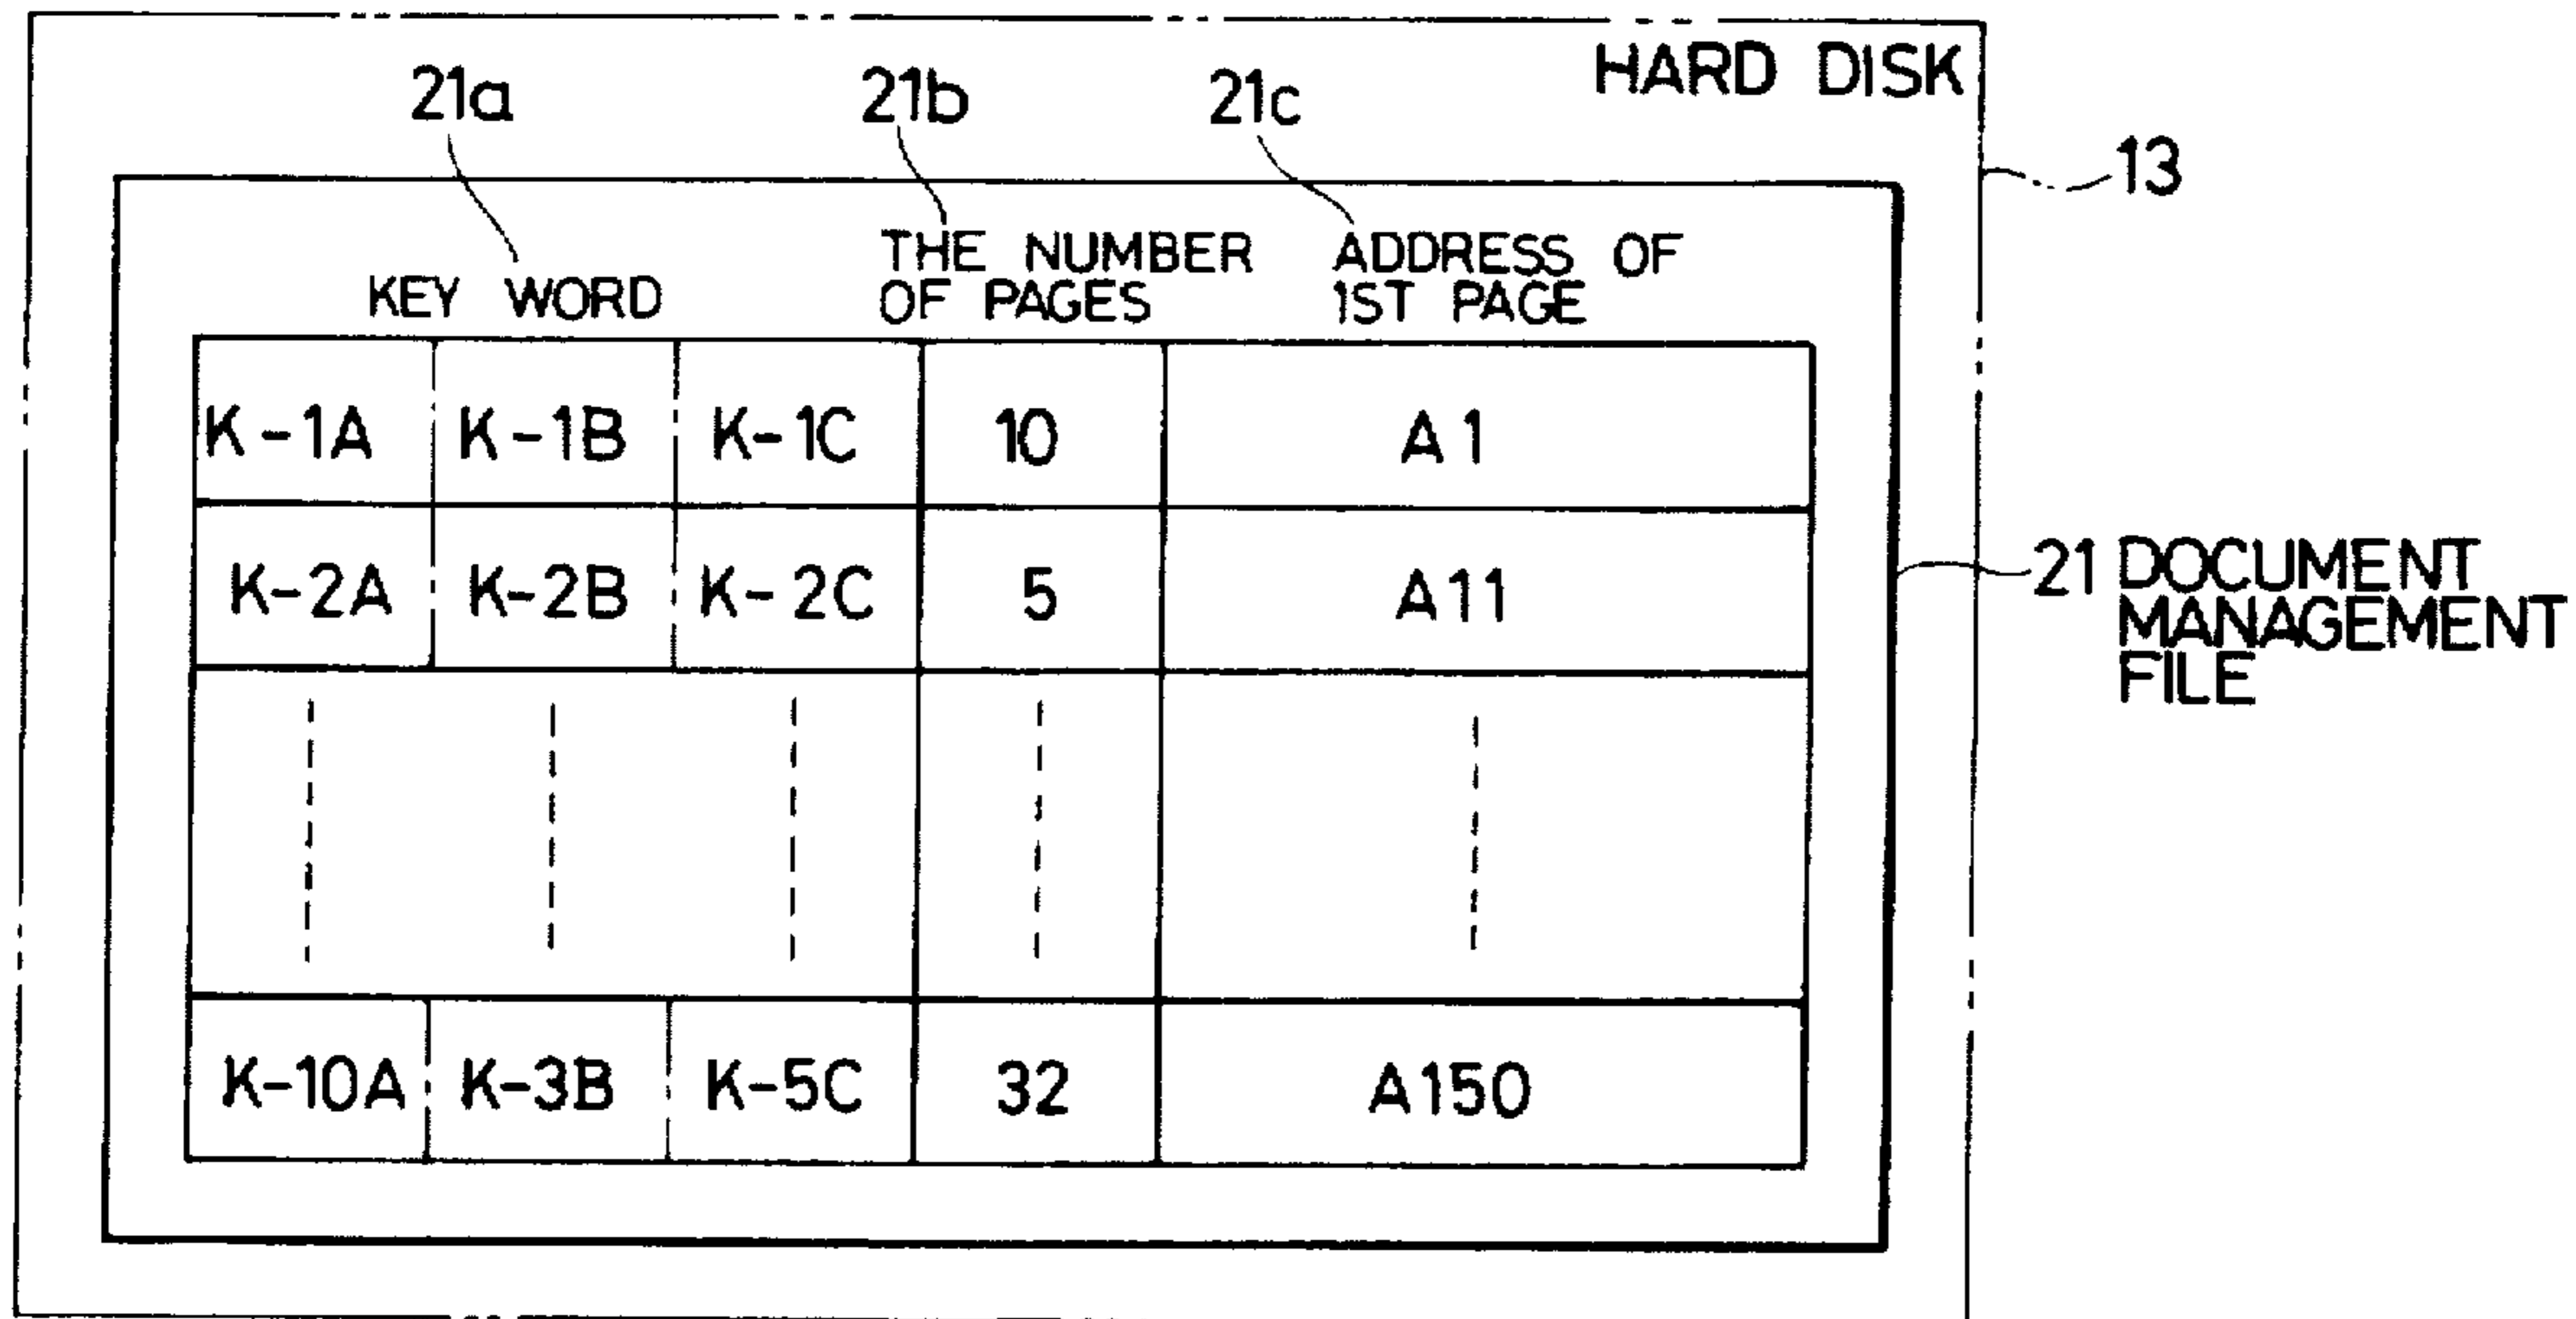 HARD DISK
21a 21b 21c
13
KEY WORD
THE NUMBER
OF PAGES
ADDRESS OF
1ST PAGE
K-1A K-1B K-1C 10 A1
K-2A K-2B K-2C 5 A11
K-10A K-3B K-5C 32 A150
21 DOCUMENT
MANAGEMENT
FILE